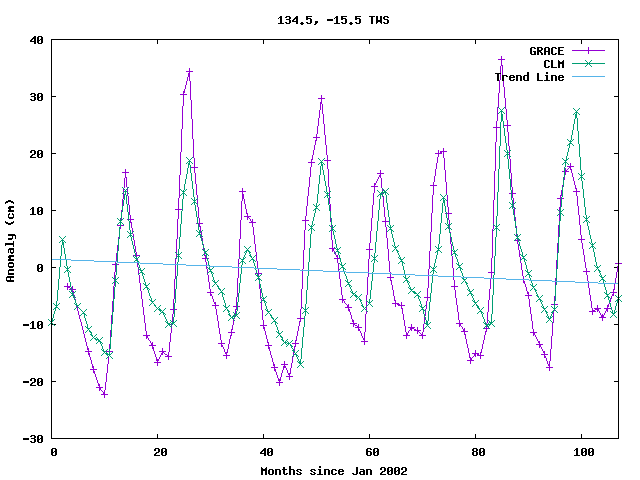 134.5, -15.5 TWS
GRACE
CLM
Trend Line
40
30
20
10
0
-10
-20
-30
Anomaly (cm)
0 20 40 60 80 100
Months since Jan 2002